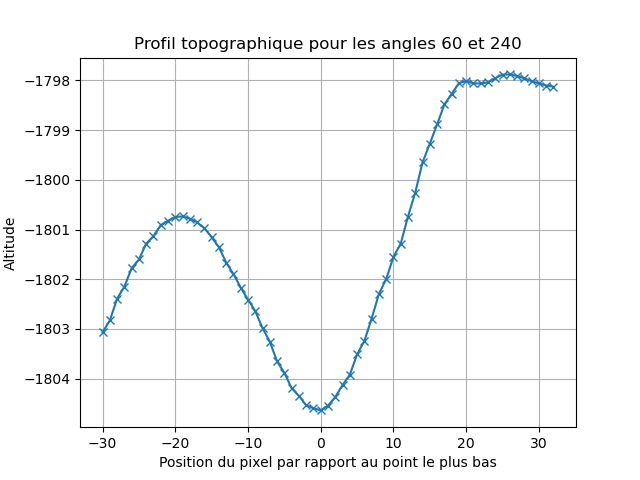 Profil topographique pour les angles 60 et 240
Altitude
−1798
−1799
−1800
−1801
−1802
−1803
−1804
−30 −20 −10 0 10 20 30
Position du pixel par rapport au point le plus bas